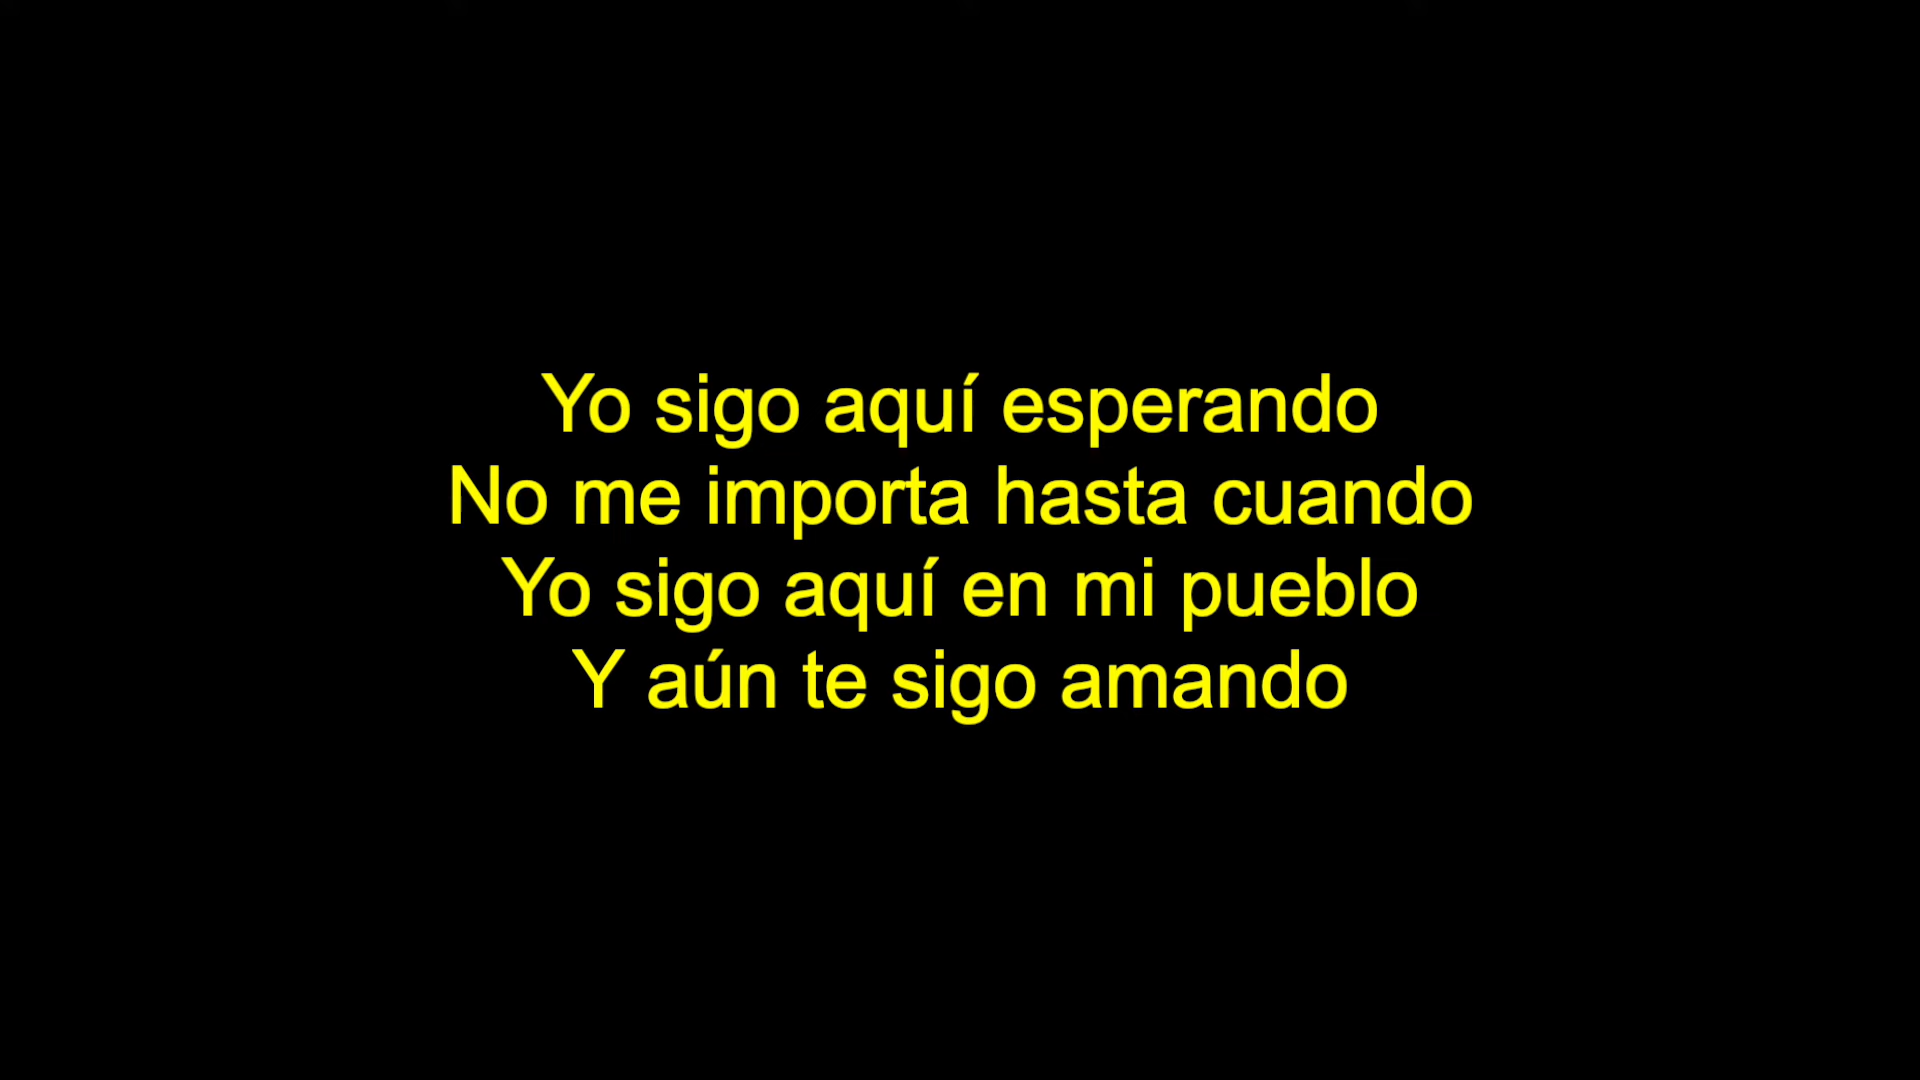 Yo sigo aquí esperando
No me importa hasta cuando
Yo sigo aquí en mi pueblo
Y aún te sigo amando